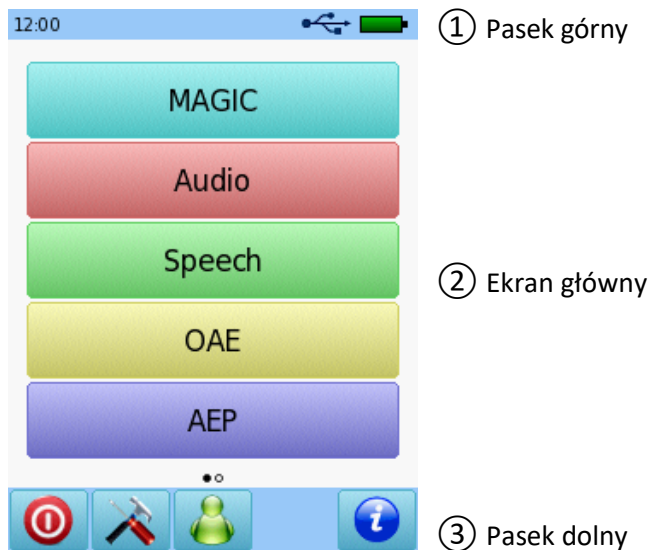 12:00
① Pasek górny
MAGIC
Audio
Speech
② Ekran główny
OAE
AEP
③ Pasek dolny